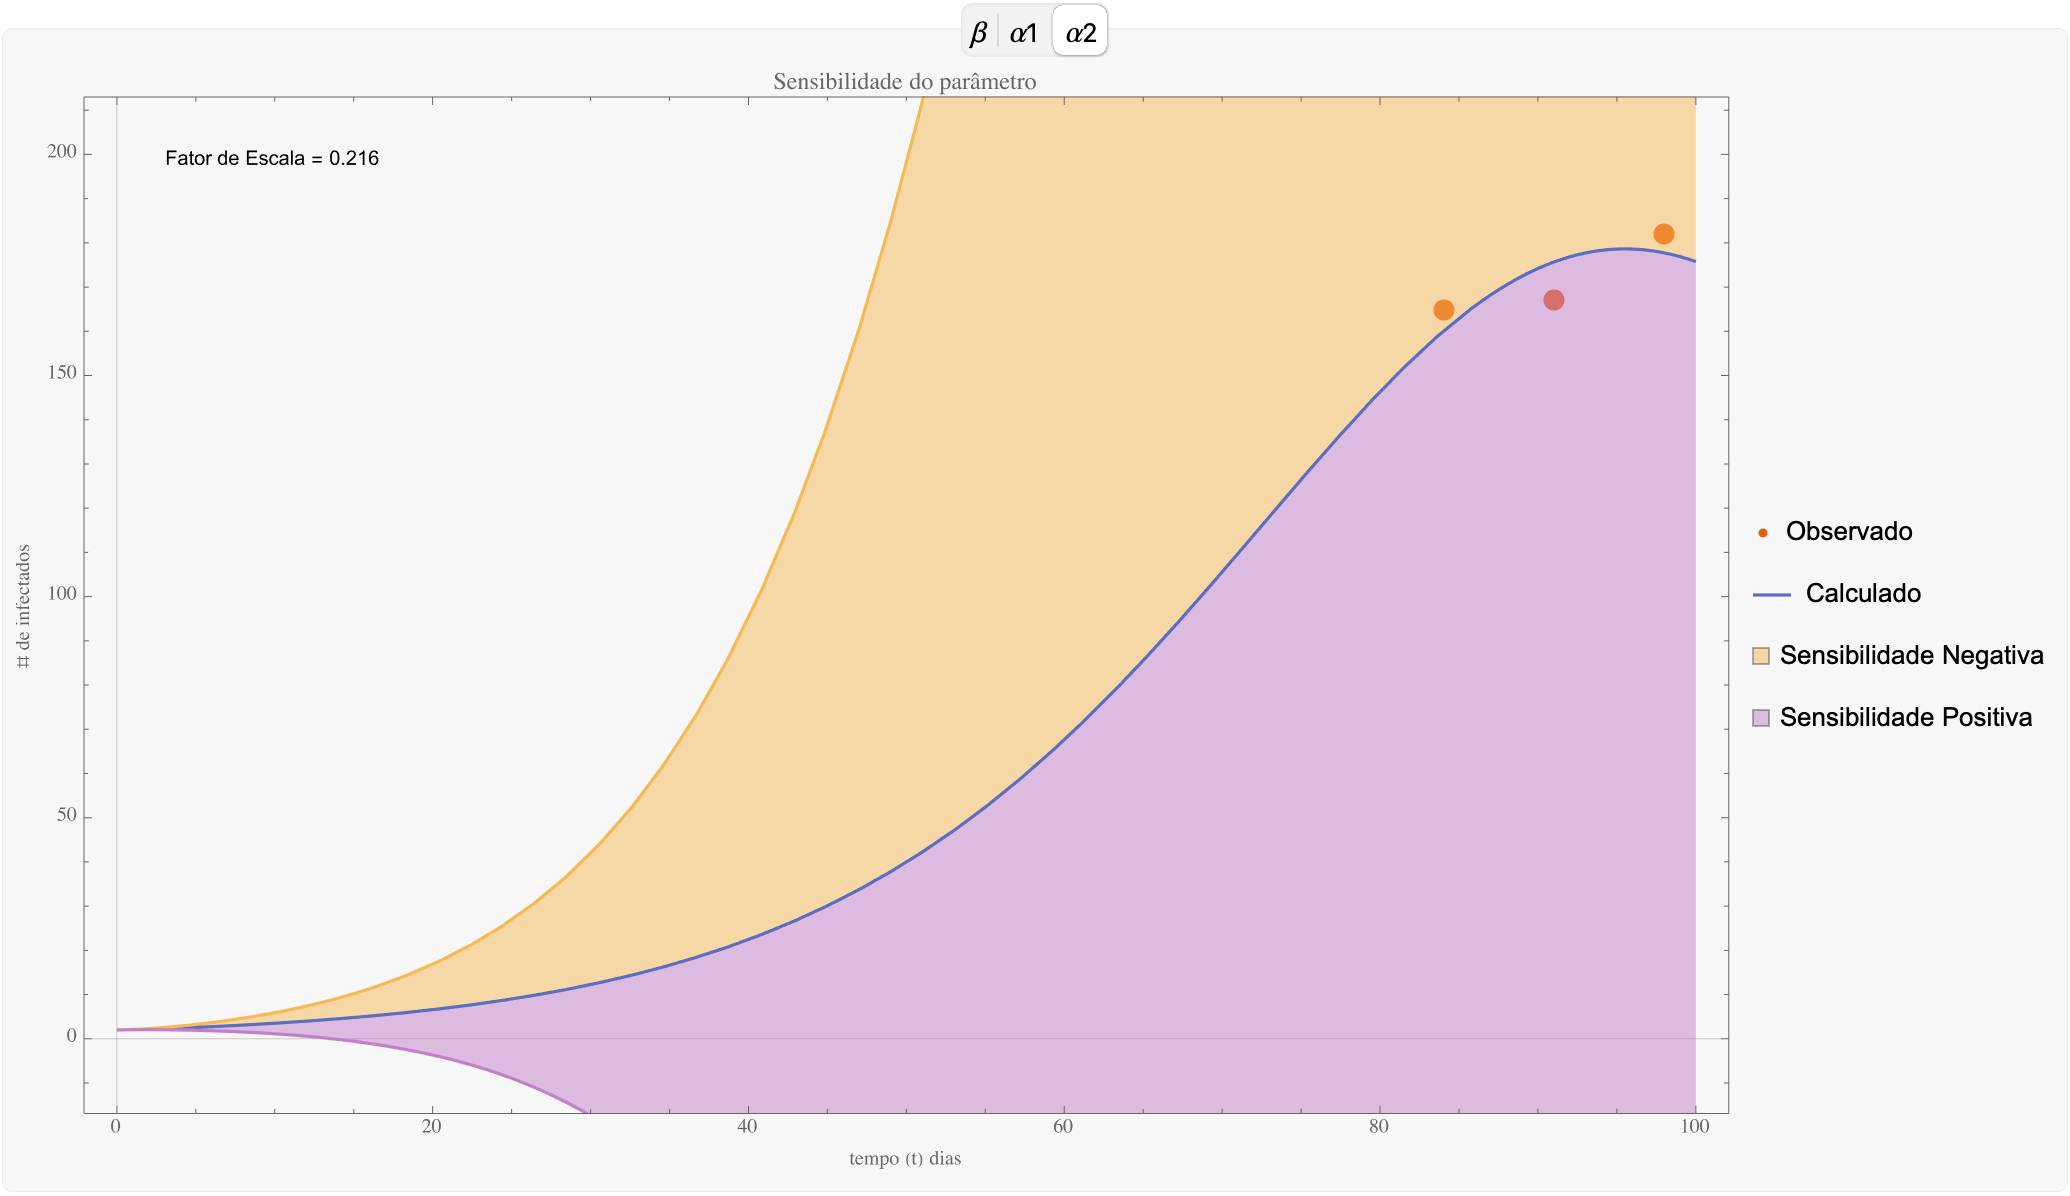 β α1 α2
Sensibilidade do parâmetro
Fator de Escala = 0.216
200
150
100
50
0
# de infectados
0 20 40 60 80 100
tempo (t) dias
Observado
Calculado
Sensibilidade Negativa
Sensibilidade Positiva